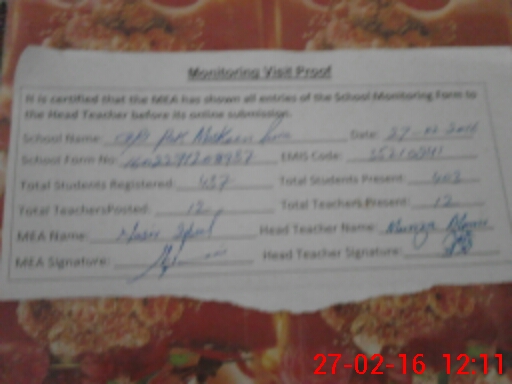 Monitoring Visit Proof
It is certified that the MEA has shown all entries of the School Monitoring Form to
the Head Teacher before its online submission.
School Name: Date: 27-02-2016
School Form No: EMIS Code:
Total Students Registered: 457 Total Students Present: 403
Total Teachers Posted: 12 Total Teachers Present: 12
MEA Name: Head Teacher Name:
MEA Signature: Head Teacher Signature:
27-02-16 12:11